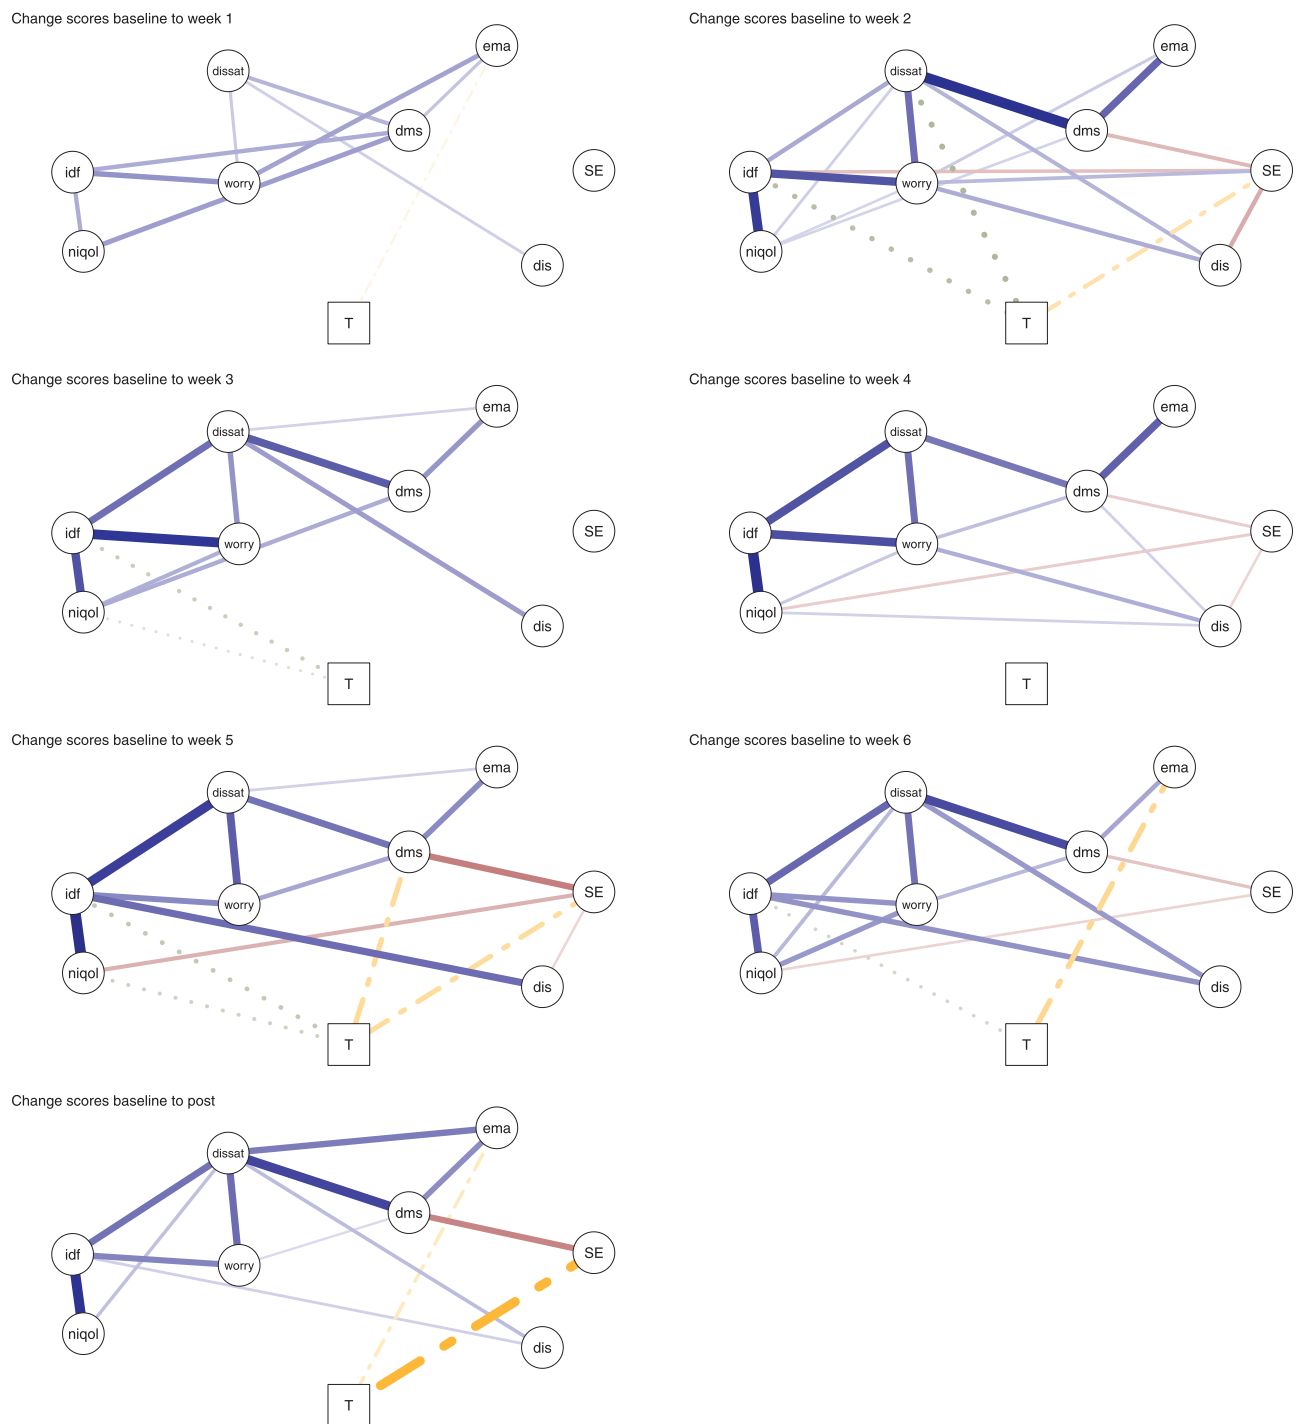 Change scores baseline to week 1
ema
dissat
dms
idf
worry
SE
niqol
dis
T
Change scores baseline to week 2
ema
dissat
dms
idf
worry
SE
niqol
dis
T
Change scores baseline to week 3
ema
dissat
dms
idf
worry
SE
niqol
dis
T
Change scores baseline to week 4
ema
dissat
dms
idf
worry
SE
niqol
dis
T
Change scores baseline to week 5
ema
dissat
dms
idf
worry
SE
niqol
dis
T
Change scores baseline to week 6
ema
dissat
dms
idf
worry
SE
niqol
dis
T
Change scores baseline to post
ema
dissat
dms
idf
worry
SE
niqol
dis
T